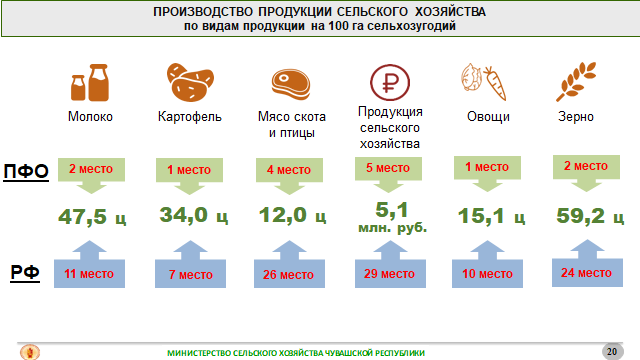 ПРОИЗВОДСТВО ПРОДУКЦИИ СЕЛЬСКОГО ХОЗЯЙСТВА
по видам продукции на 100 га сельхозугодий
Молоко
Картофель
Мясо скота
и птицы
₽
Продукция
сельского
хозяйства
Овощи
Зерно
ПФО
2 место
1 место
4 место
5 место
1 место
2 место
47,5 ц
34,0 ц
12,0 ц
5,1
млн. руб.
15,1 ц
59,2 ц
РФ
11 место
7 место
26 место
29 место
10 место
24 место
МИНИСТЕРСТВО СЕЛЬСКОГО ХОЗЯЙСТВА ЧУВАШСКОЙ РЕСПУБЛИКИ
20